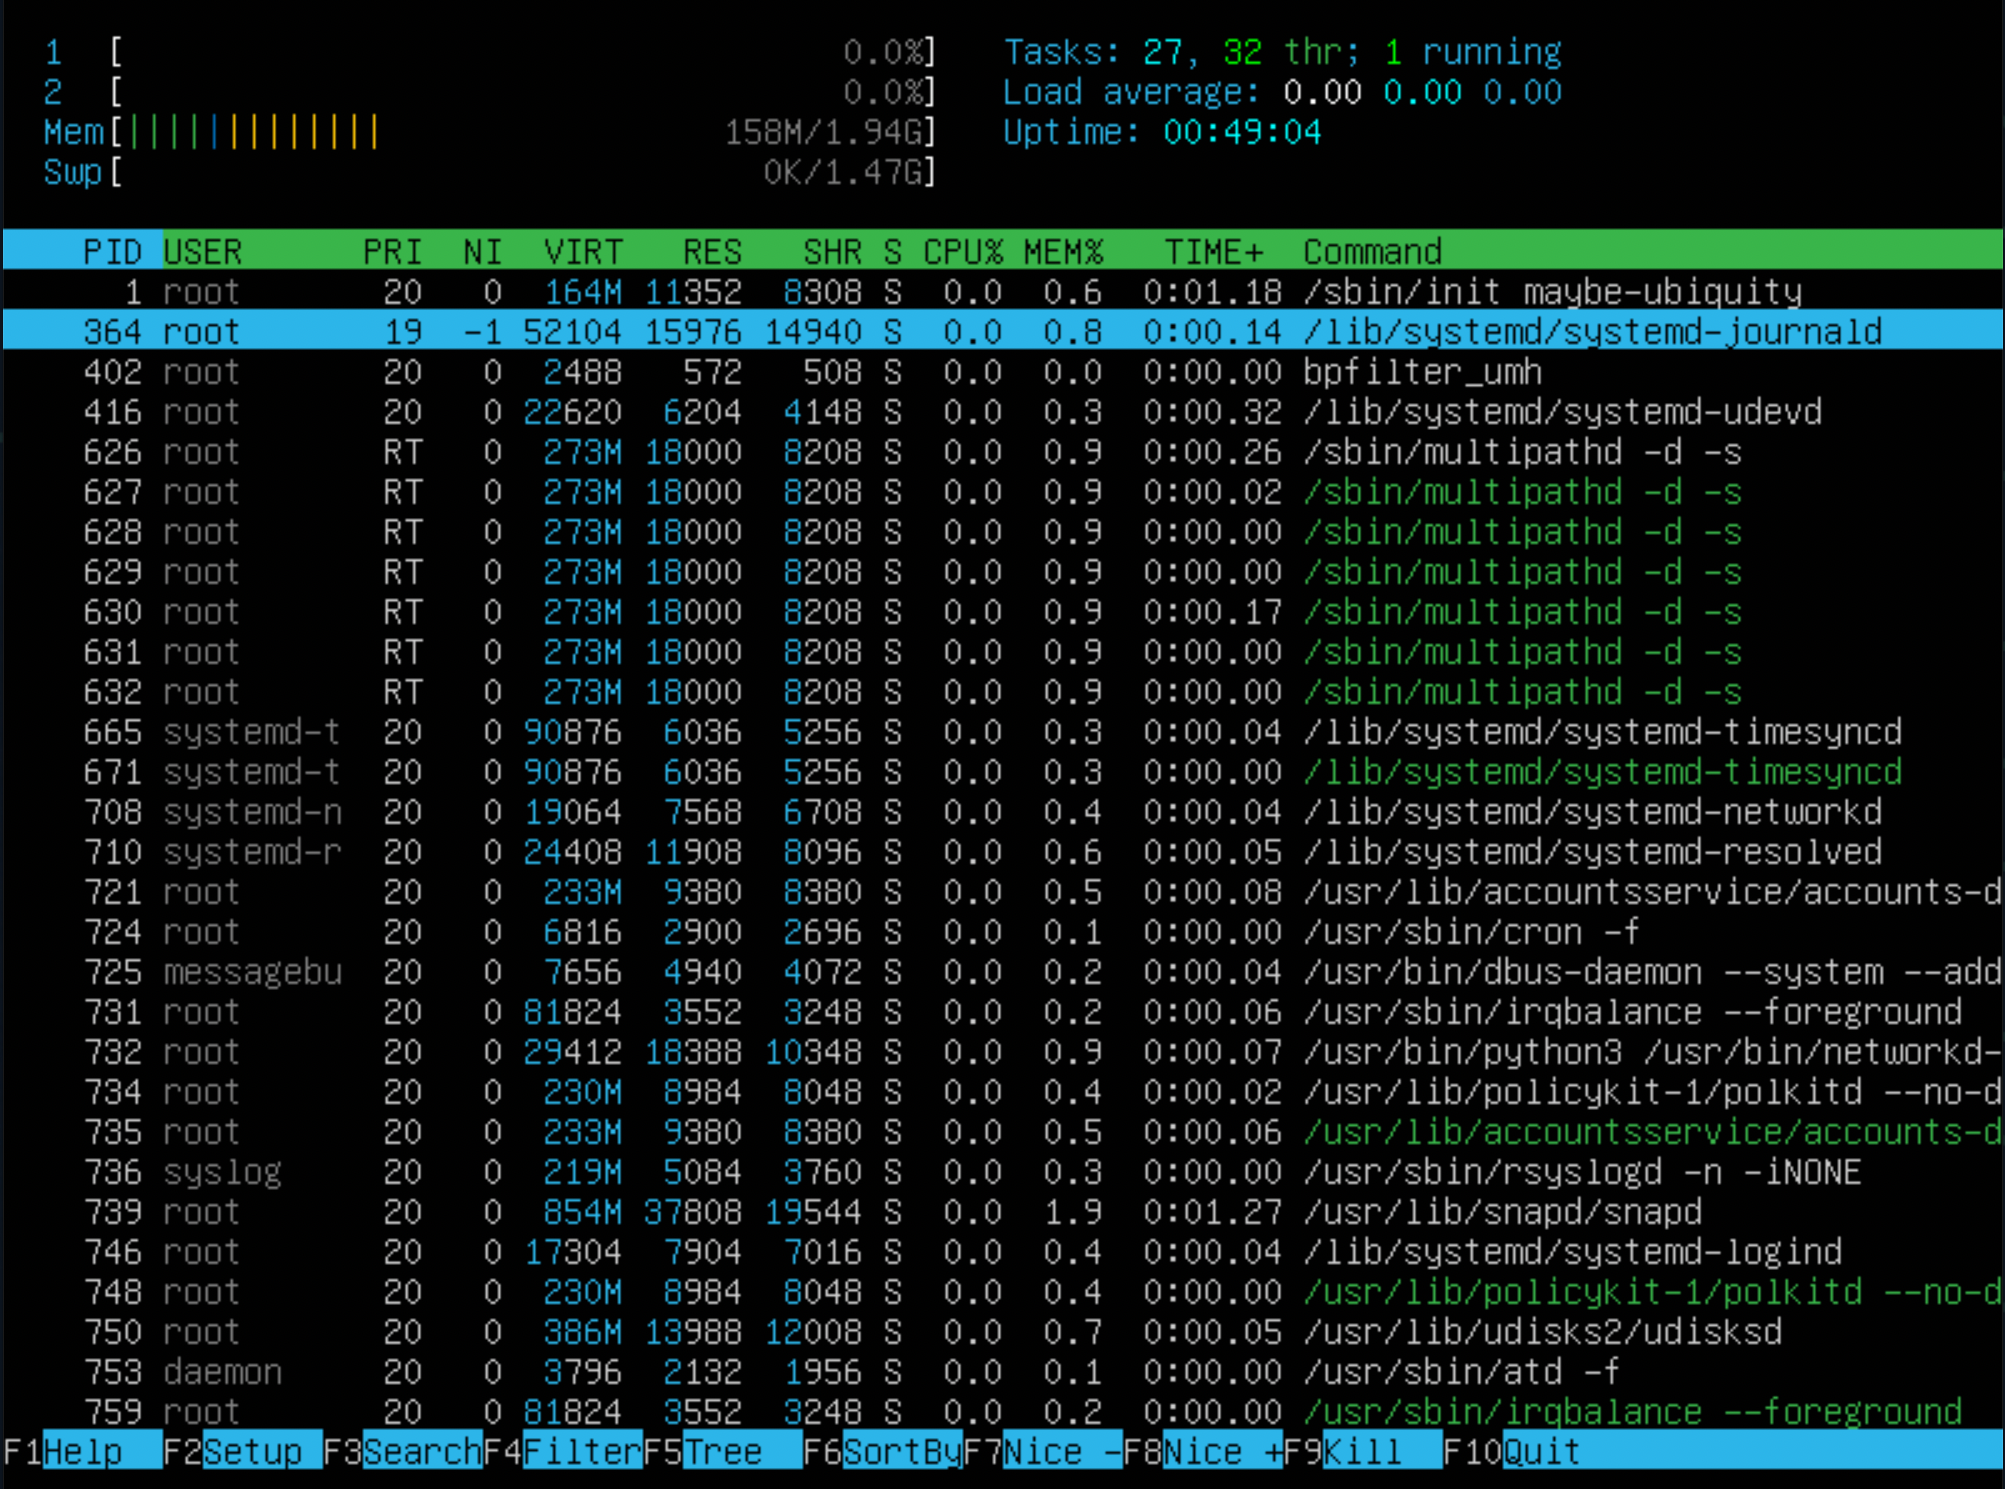 1 [ 0.0%] Tasks: 27, 32 thr; 1 running
2 [ 0.0%] Load average: 0.00 0.00 0.00
Mem[||||||||||||||| 158M/1.94G] Uptime: 00:49:04
Swp[ 0K/1.47G]
PID USER PRI NI VIRT RES SHR S CPU% MEM% TIME+ Command
1 root 20 0 164M 11352 8308 S 0.0 0.6 0:01.18 /sbin/init maybe-ubiquity
364 root 19 -1 52104 15976 14940 S 0.0 0.8 0:00.14 /lib/systemd/systemd-journald
402 root 20 0 2488 572 508 S 0.0 0.0 0:00.00 bpfilter_umh
416 root 20 0 22620 6204 4148 S 0.0 0.3 0:00.32 /lib/systemd/systemd-udevd
626 root RT 0 273M 18000 8208 S 0.0 0.9 0:00.26 /sbin/multipathd -d -s
627 root RT 0 273M 18000 8208 S 0.0 0.9 0:00.02 /sbin/multipathd -d -s
628 root RT 0 273M 18000 8208 S 0.0 0.9 0:00.00 /sbin/multipathd -d -s
629 root RT 0 273M 18000 8208 S 0.0 0.9 0:00.00 /sbin/multipathd -d -s
630 root RT 0 273M 18000 8208 S 0.0 0.9 0:00.17 /sbin/multipathd -d -s
631 root RT 0 273M 18000 8208 S 0.0 0.9 0:00.00 /sbin/multipathd -d -s
632 root RT 0 273M 18000 8208 S 0.0 0.9 0:00.00 /sbin/multipathd -d -s
665 systemd-t 20 0 90876 6036 5256 S 0.0 0.3 0:00.04 /lib/systemd/systemd-timesyncd
671 systemd-t 20 0 90876 6036 5256 S 0.0 0.3 0:00.00 /lib/systemd/systemd-timesyncd
708 systemd-n 20 0 19064 7568 6708 S 0.0 0.4 0:00.04 /lib/systemd/systemd-networkd
710 systemd-r 20 0 24408 11908 8096 S 0.0 0.6 0:00.05 /lib/systemd/systemd-resolved
721 root 20 0 233M 9380 8380 S 0.0 0.5 0:00.08 /usr/lib/accountsservice/accounts-d
724 root 20 0 6816 2900 2696 S 0.0 0.1 0:00.00 /usr/sbin/cron -f
725 messagebu 20 0 7656 4940 4072 S 0.0 0.2 0:00.04 /usr/bin/dbus-daemon --system --add
731 root 20 0 81824 3552 3248 S 0.0 0.2 0:00.06 /usr/sbin/irqbalance --foreground
732 root 20 0 29412 18388 10348 S 0.0 0.9 0:00.07 /usr/bin/python3 /usr/bin/networkd-
734 root 20 0 230M 8984 8048 S 0.0 0.4 0:00.02 /usr/lib/policykit-1/polkitd --no-d
735 root 20 0 233M 9380 8380 S 0.0 0.5 0:00.06 /usr/lib/accountsservice/accounts-d
736 syslog 20 0 219M 5084 3760 S 0.0 0.3 0:00.00 /usr/sbin/rsyslogd -n -iNONE
739 root 20 0 854M 37808 19544 S 0.0 1.9 0:01.27 /usr/lib/snapd/snapd
746 root 20 0 17304 7904 7016 S 0.0 0.4 0:00.04 /lib/systemd/systemd-logind
748 root 20 0 230M 8984 8048 S 0.0 0.4 0:00.00 /usr/lib/policykit-1/polkitd --no-d
750 root 20 0 386M 13988 12008 S 0.0 0.7 0:00.05 /usr/lib/udisks2/udisksd
753 daemon 20 0 3796 2132 1956 S 0.0 0.1 0:00.00 /usr/sbin/atd -f
759 root 20 0 81824 3552 3248 S 0.0 0.2 0:00.00 /usr/sbin/irqbalance --foreground
F1Help F2Setup F3SearchF4FilterF5Tree F6SortByF7Nice -F8Nice +F9Kill F10Quit